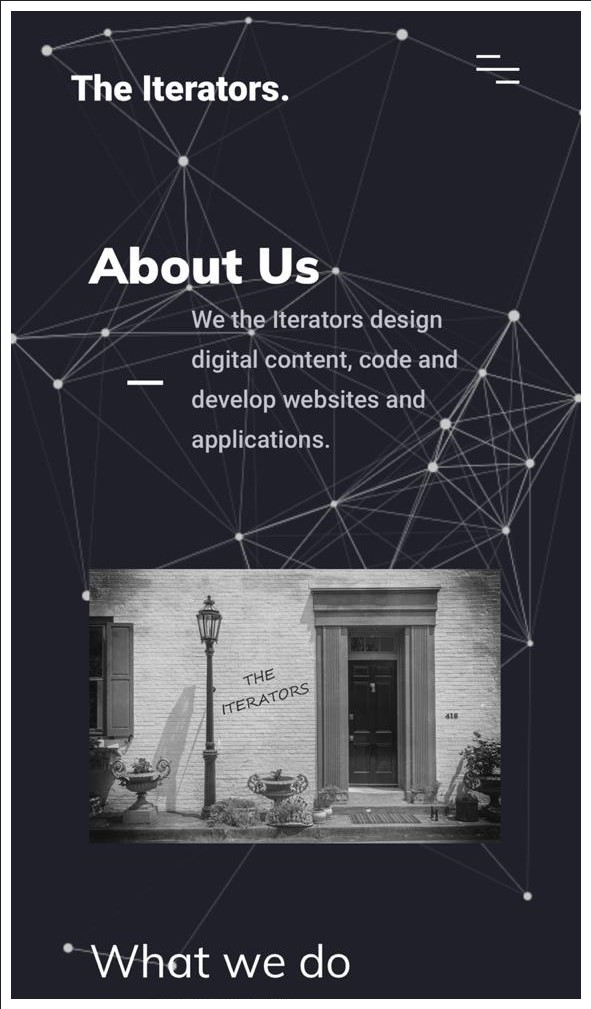 The Iterators.
About Us
We the Iterators design
digital content, code and
develop websites and
applications.
THE
ITERATORS
418
What we do